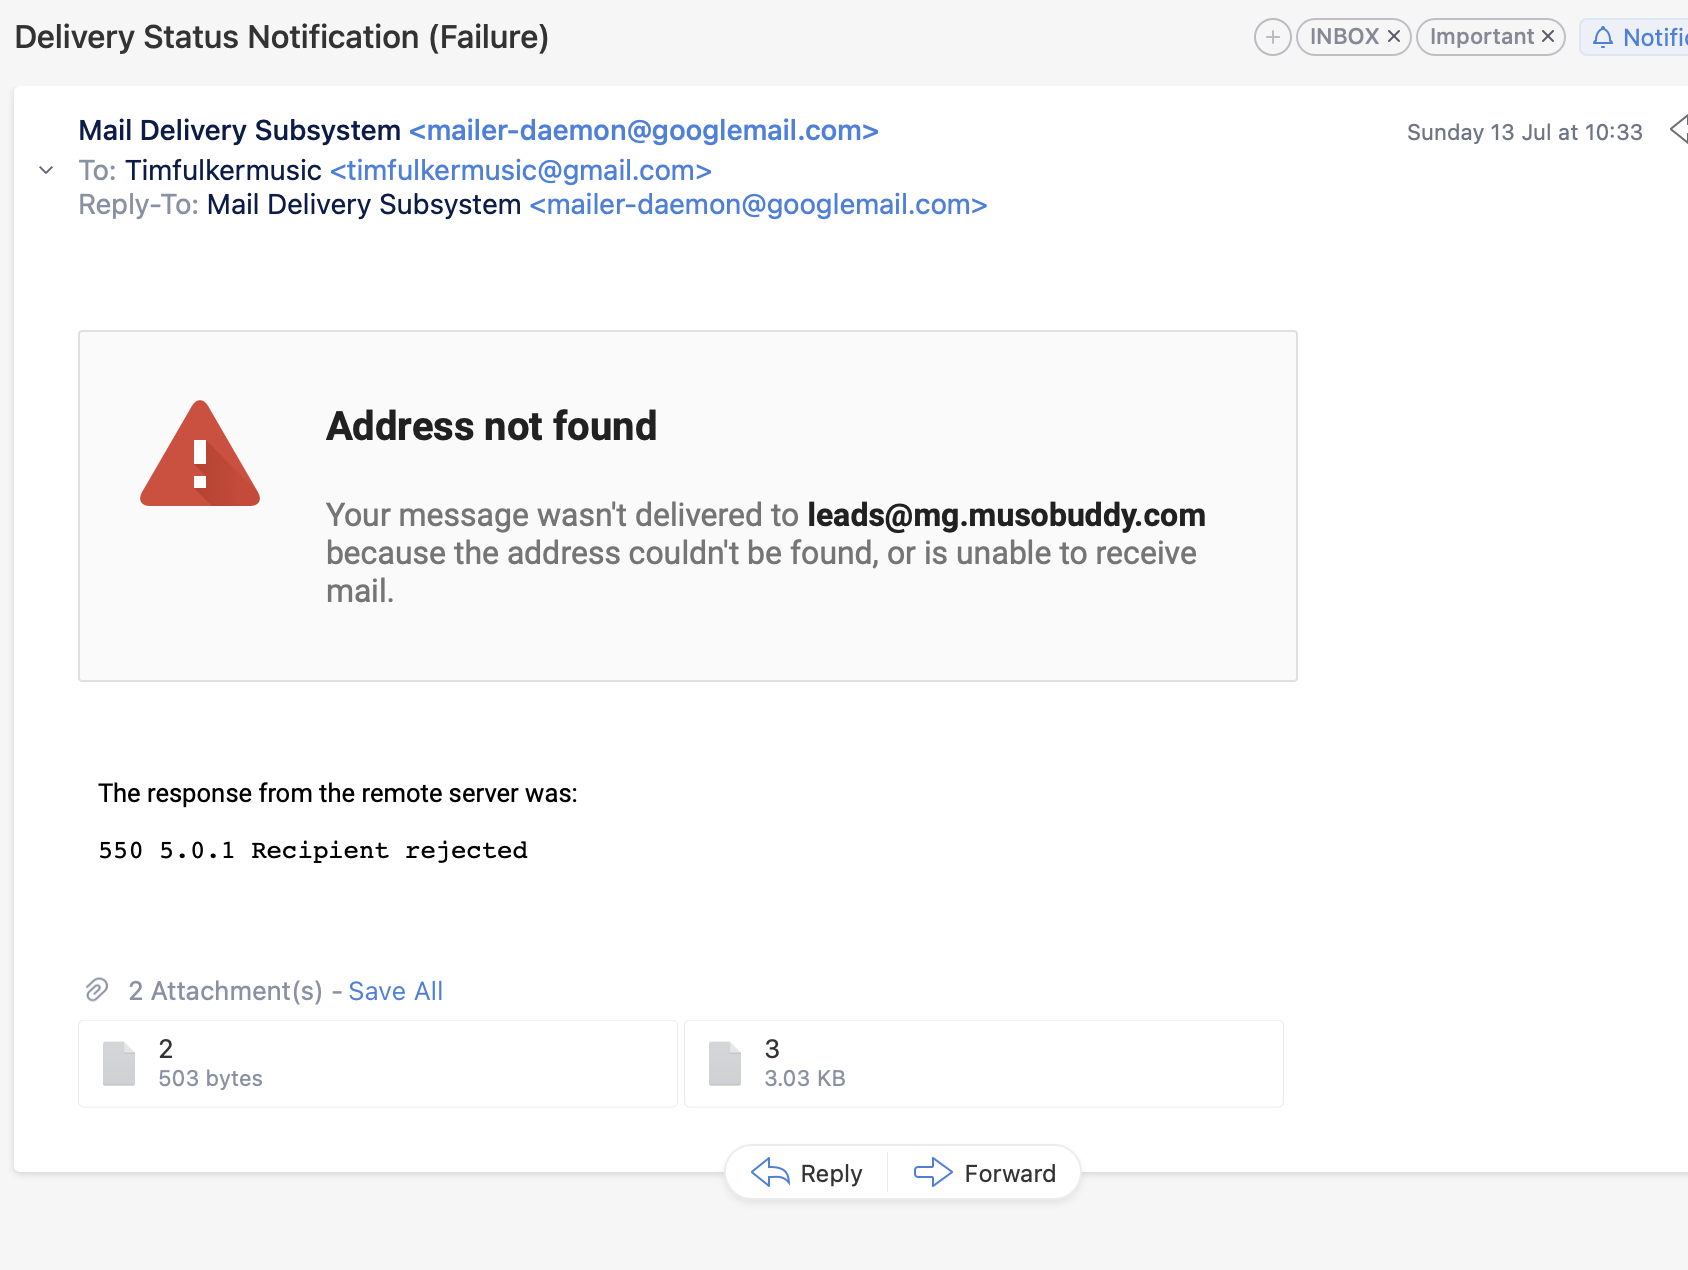 Delivery Status Notification (Failure)
+ INBOX × Important ×
Mail Delivery Subsystem <mailer-daemon@googlemail.com>
Sunday 13 Jul at 10:33
To: Timfulkermusic <timfulkermusic@gmail.com>
Reply-To: Mail Delivery Subsystem <mailer-daemon@googlemail.com>
Address not found
Your message wasn't delivered to leads@mg.musobuddy.com
because the address couldn't be found, or is unable to receive
mail.
The response from the remote server was:
550 5.0.1 Recipient rejected
2 Attachment(s) - Save All
2
503 bytes
3
3.03 KB
Reply
Forward